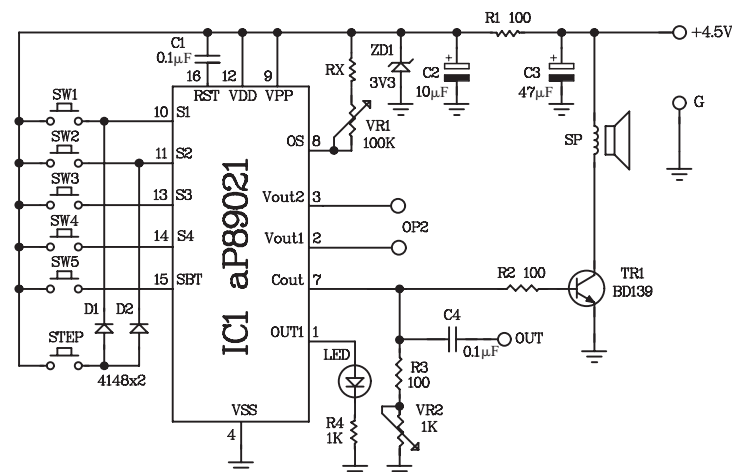 R1 100
+4.5V
C1
0.1μF
ZD1
3V3
C2
10μF
C3
47μF
G
RX
VR1
100K
16 12 9
RST VDD VPP
SW1
10 S1
SW2
11 S2
SW3
13 S3
SW4
14 S4
SW5
15 SBT
STEP
D1 D2
4148x2
IC1 aP89021
OS 8
Vout2 3
Vout1 2
OP2
Cout 7
OUT1 1
VSS
4
LED
R4
1K
R3
100
VR2
1K
C4
0.1μF
OUT
R2 100
TR1
BD139
SP